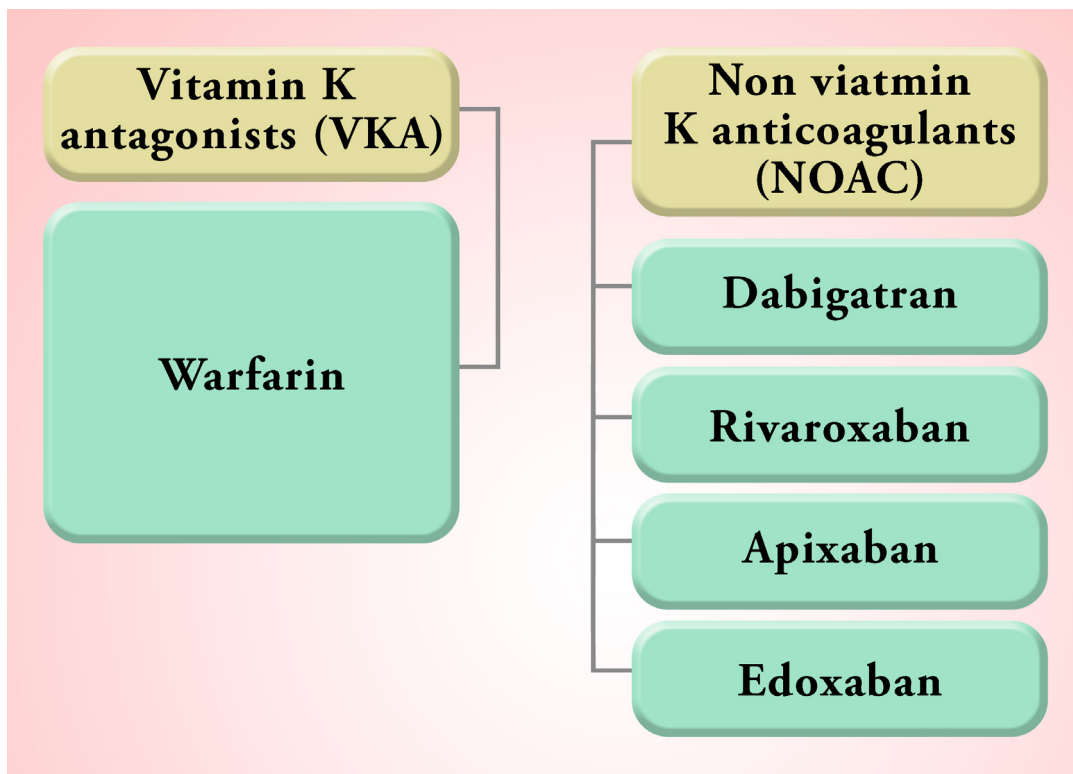 Vitamin K
antagonists (VKA)
Warfarin
Non viatmin
K anticoagulants
(NOAC)
Dabigatran
Rivaroxaban
Apixaban
Edoxaban